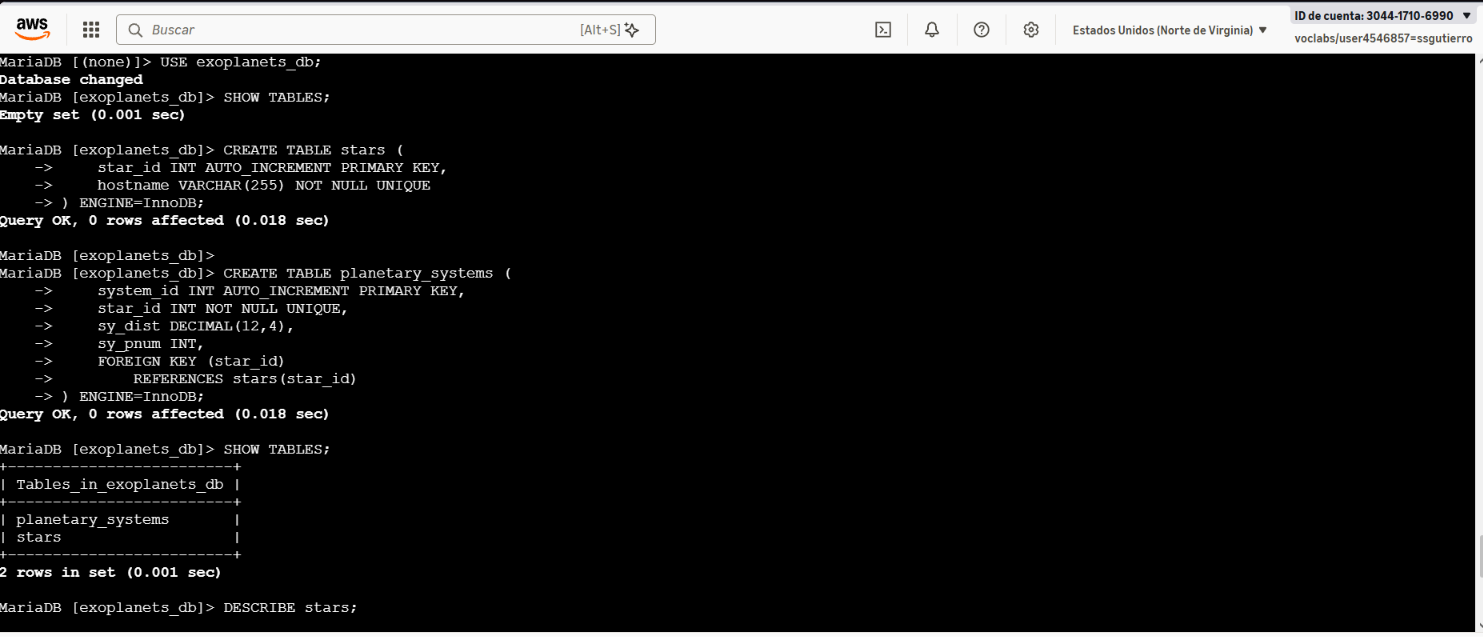 aws
Buscar
[Alt+S]
Estados Unidos (Norte de Virginia) ▼
ID de cuenta: 3044-1710-6990 ▼
voclabs/user4546857=ssgutierro
MariaDB [(none)]> USE exoplanets_db;
Database changed
MariaDB [exoplanets_db]> SHOW TABLES;
Empty set (0.001 sec)
MariaDB [exoplanets_db]> CREATE TABLE stars (
    ->     star_id INT AUTO_INCREMENT PRIMARY KEY,
    ->     hostname VARCHAR(255) NOT NULL UNIQUE
    -> ) ENGINE=InnoDB;
Query OK, 0 rows affected (0.018 sec)
MariaDB [exoplanets_db]>
MariaDB [exoplanets_db]> CREATE TABLE planetary_systems (
    ->     system_id INT AUTO_INCREMENT PRIMARY KEY,
    ->     star_id INT NOT NULL UNIQUE,
    ->     sy_dist DECIMAL(12,4),
    ->     sy_pnum INT,
    ->     FOREIGN KEY (star_id)
    ->         REFERENCES stars(star_id)
    -> ) ENGINE=InnoDB;
Query OK, 0 rows affected (0.018 sec)
MariaDB [exoplanets_db]> SHOW TABLES;
+-------------------------+
| Tables_in_exoplanets_db |
+-------------------------+
| planetary_systems       |
| stars                   |
+-------------------------+
2 rows in set (0.001 sec)
MariaDB [exoplanets_db]> DESCRIBE stars;